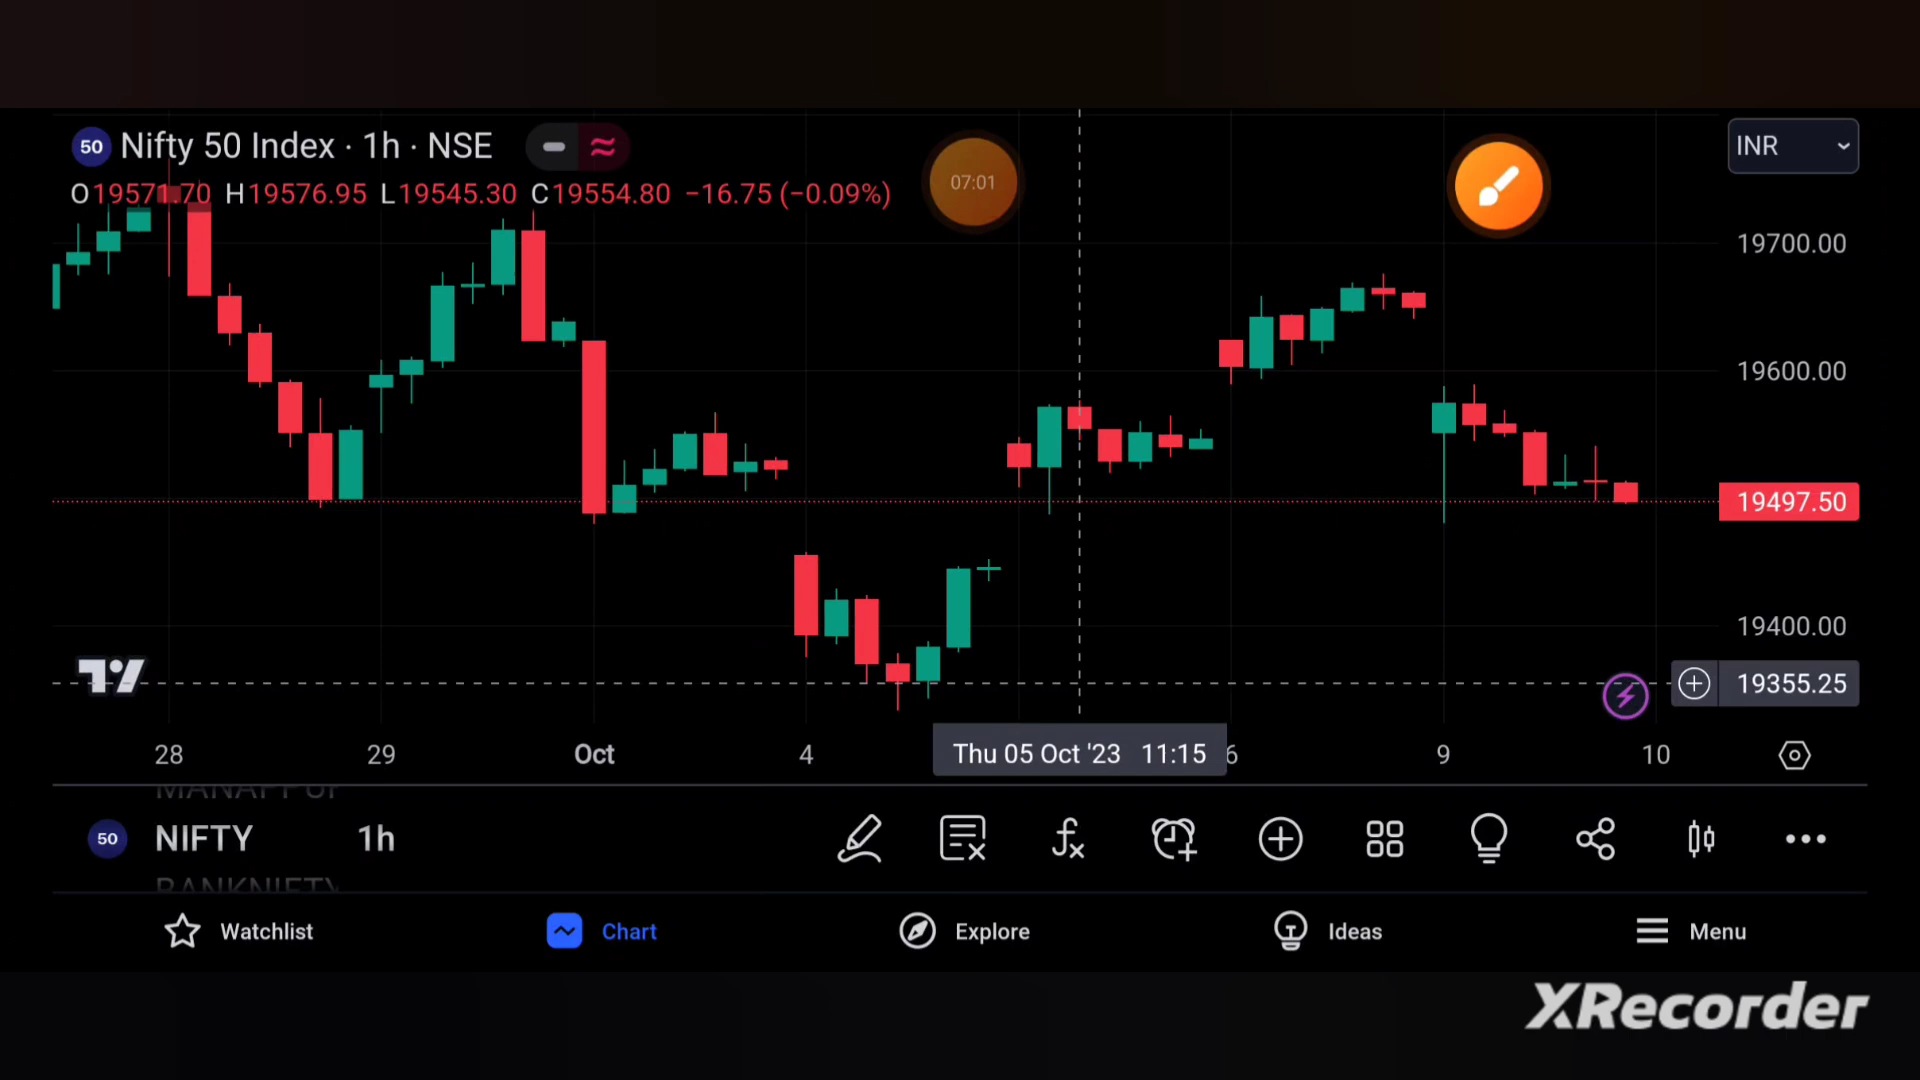 50 Nifty 50 Index · 1h · NSE
INR
O19571.70 H19576.95 L19545.30 C19554.80 −16.75 (−0.09%)
07:01
19700.00
19600.00
19497.50
19400.00
19355.25
28 29 Oct 4 Thu 05 Oct '23 11:15 6 9 10
50 NIFTY 1h
BANKNIFTY
Watchlist Chart Explore Ideas Menu
XRecorder